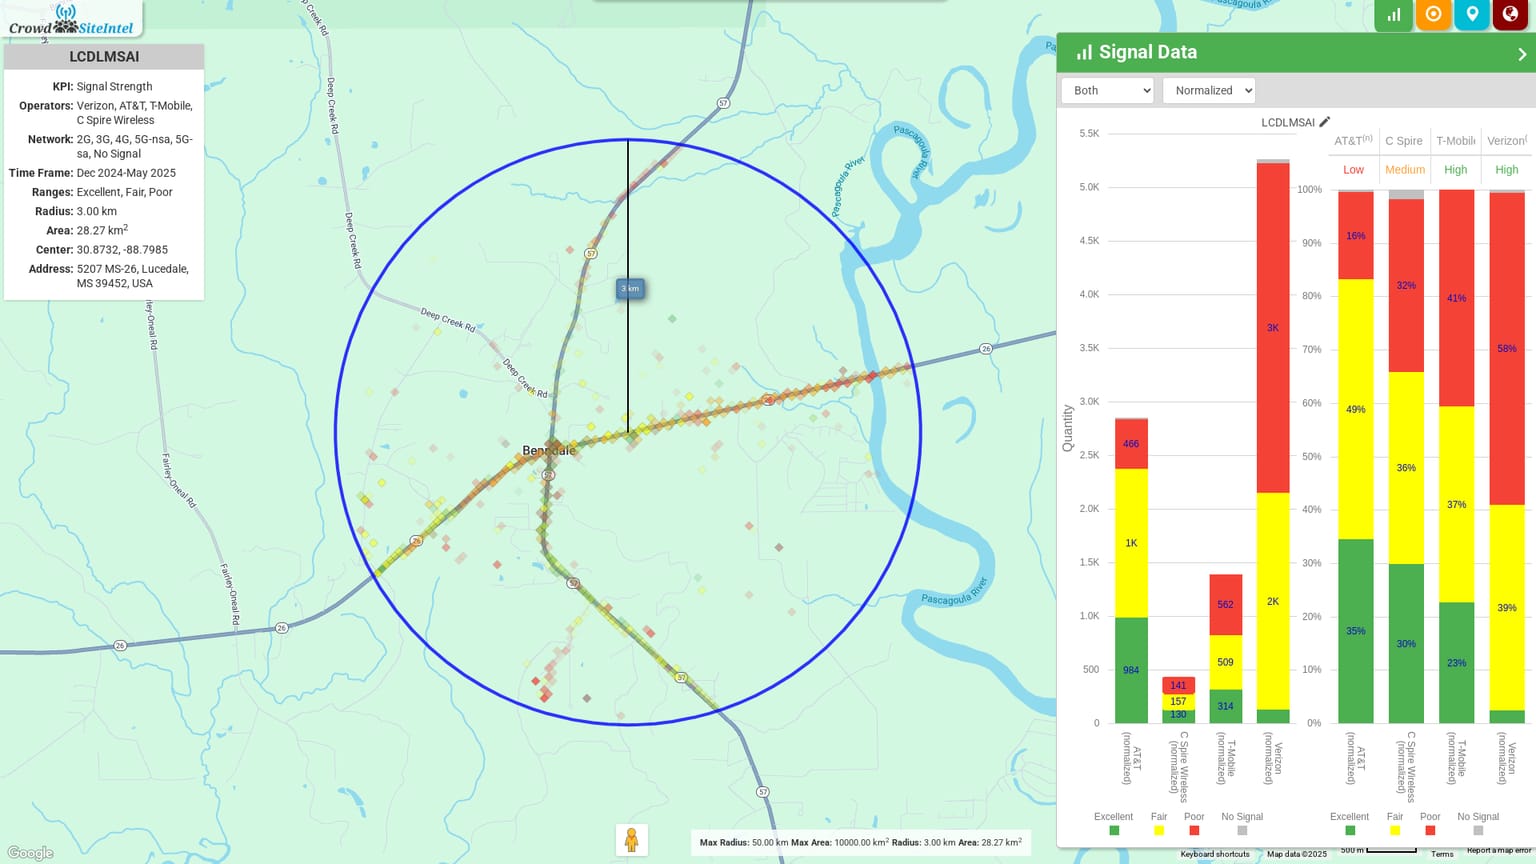 Crowd SiteIntel
LCDLMSAI
KPI: Signal Strength
Operators: Verizon, AT&T, T-Mobile,
C Spire Wireless
Network: 2G, 3G, 4G, 5G-nsa, 5G-
sa, No Signal
Time Frame: Dec 2024-May 2025
Ranges: Excellent, Fair, Poor
Radius: 3.00 km
Area: 28.27 km2
Center: 30.8732, -88.7985
Address: 5207 MS-26, Lucedale,
MS 39452, USA
Deep Creek Rd
Deep Creek Rd
Deep Creek Rd
Deep Creek Rd
Fairley-Oneal Rd
Fairley-Oneal Rd
57
57
3 km
26
Pascagoula River
Pascagoula River
Deep Creek Rd
26
Benndale
26
57
57
26
26
57
Pascagoula River
Google
Max Radius: 50.00 km Max Area: 10000.00 km2 Radius: 3.00 km Area: 28.27 km2
Signal Data
Both
Normalized
LCDLMSAI
Quantity
5.5K
5.0K
4.5K
4.0K
3.5K
3.0K
2.5K
2.0K
1.5K
1.0K
500
0
466
1K
984
141
157
130
562
509
314
3K
2K
AT&T (normalized)
C Spire Wireless (normalized)
T-Mobile (normalized)
Verizon (normalized)
Excellent Fair Poor No Signal
AT&T(n) C Spire T-Mobile Verizon(
Low Medium High High
100%
90%
80%
70%
60%
50%
40%
30%
20%
10%
0%
16%
49%
35%
32%
36%
30%
41%
37%
23%
58%
39%
AT&T (normalized)
C Spire Wireless (normalized)
T-Mobile (normalized)
Verizon (normalized)
Excellent Fair Poor No Signal
Keyboard shortcuts Map data ©2025 500 m Terms Report a map error